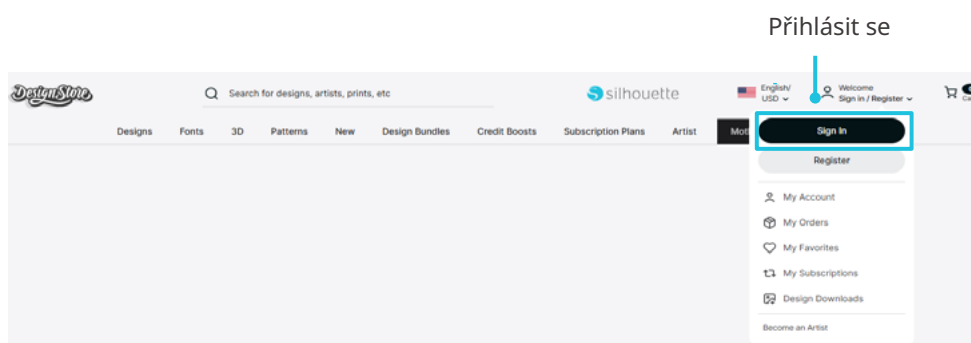 Přihlásit se
DesignStore
Search for designs, artists, prints, etc
silhouette
English/
USD
Welcome
Sign in / Register
Designs Fonts 3D Patterns New Design Bundles Credit Boosts Subscription Plans Artist
Sign In
Register
My Account
My Orders
My Favorites
My Subscriptions
Design Downloads
Become an Artist